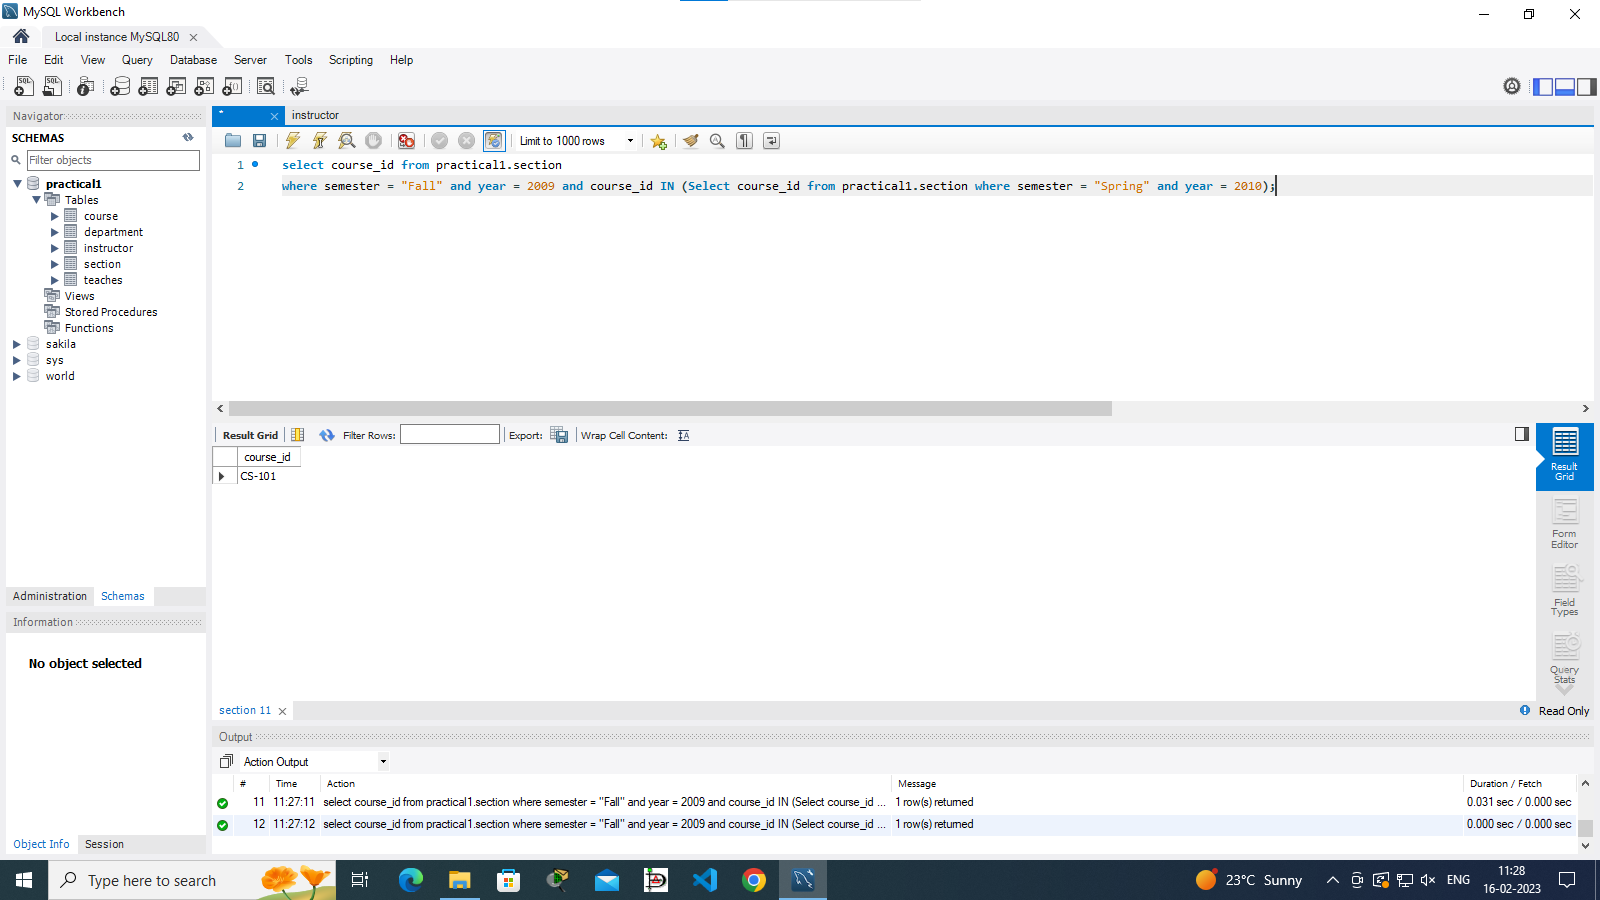 MySQL Workbench
Local instance MySQL80
File Edit View Query Database Server Tools Scripting Help
Navigator
SCHEMAS
Filter objects
practical1
Tables
course
department
instructor
section
teaches
Views
Stored Procedures
Functions
sakila
sys
world
Administration Schemas
Information
No object selected
Object Info Session
* instructor
Limit to 1000 rows
1 select course_id from practical1.section
2 where semester = "Fall" and year = 2009 and course_id IN (Select course_id from practical1.section where semester = "Spring" and year = 2010);
Result Grid Filter Rows: Export: Wrap Cell Content:
course_id
CS-101
Result
Grid
Form
Editor
Field
Types
Query
Stats
section 11 Read Only
Output
Action Output
# Time Action Message Duration / Fetch
11 11:27:11 select course_id from practical1.section where semester = "Fall" and year = 2009 and course_id IN (Select course_id ... 1 row(s) returned 0.031 sec / 0.000 sec
12 11:27:12 select course_id from practical1.section where semester = "Fall" and year = 2009 and course_id IN (Select course_id ... 1 row(s) returned 0.000 sec / 0.000 sec
Type here to search
23°C Sunny
ENG
11:28
16-02-2023